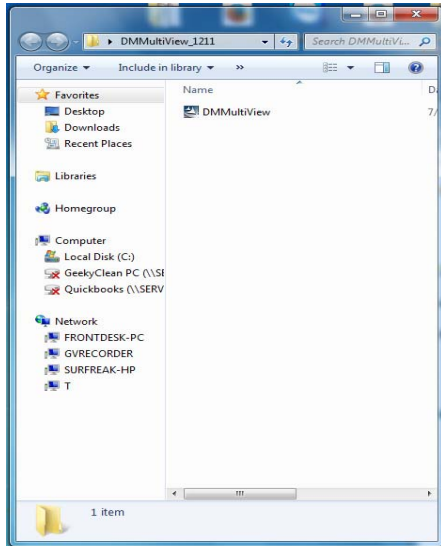 DMMultiView_1211
Search DMMultiVi...
Organize
Include in library
»
Name
D
Favorites
DMMultiView
7/
Desktop
Downloads
Recent Places
Libraries
Homegroup
Computer
Local Disk (C:)
GeekyClean PC (\\SE
Quickbooks (\\SERV
Network
FRONTDESK-PC
GVRECORDER
SURFREAK-HP
T
1 item